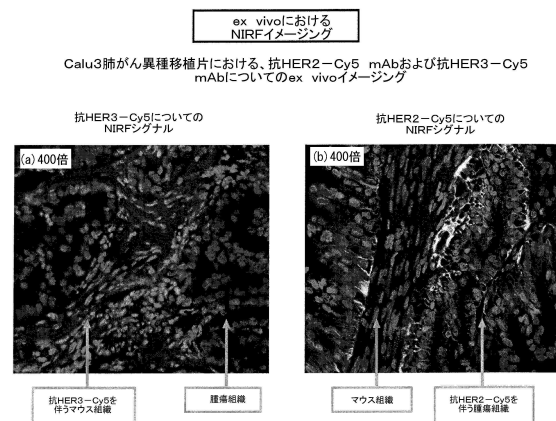 ex vivoにおける
NIRFイメージング
Calu3肺がん異種移植片における、抗HER2－Cy5 mAbおよび抗HER3－Cy5
mAbについてのex vivoイメージング
抗HER3－Cy5についての
NIRFシグナル
(a)400倍
抗HER3－Cy5を
伴うマウス組織
腫瘍組織
抗HER2－Cy5についての
NIRFシグナル
(b)400倍
マウス組織
抗HER2－Cy5を
伴う腫瘍組織